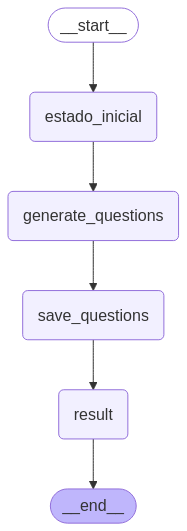 __start__
estado_inicial
generate_questions
save_questions
result
__end__